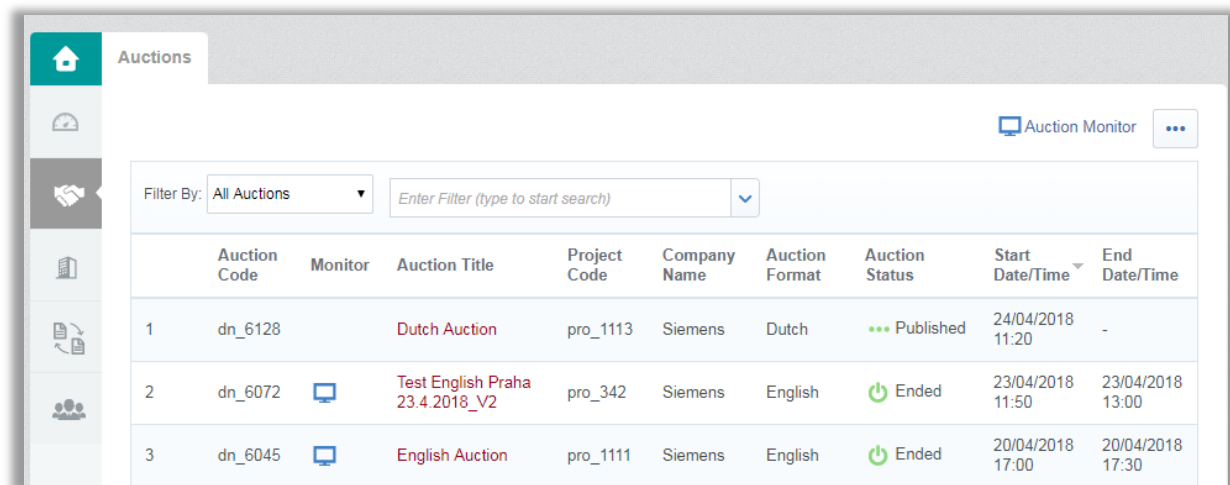 Auctions
Auction Monitor
Filter By: All Auctions Enter Filter (type to start search)
Auction Code Monitor Auction Title Project Code Company Name Auction Format Auction Status Start Date/Time End Date/Time
1 dn_6128 Dutch Auction pro_1113 Siemens Dutch Published 24/04/2018 11:20 -
2 dn_6072 Test English Praha 23.4.2018_V2 pro_342 Siemens English Ended 23/04/2018 11:50 23/04/2018 13:00
3 dn_6045 English Auction pro_1111 Siemens English Ended 20/04/2018 17:00 20/04/2018 17:30